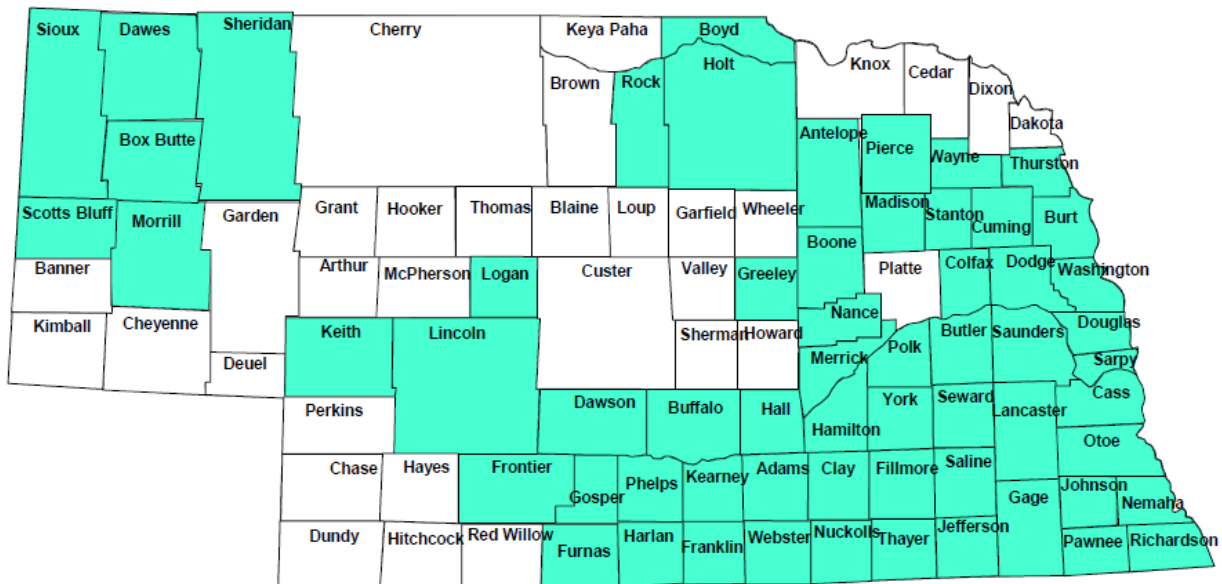 Sioux
Dawes
Sheridan
Cherry
Keya Paha
Boyd
Holt
Rock
Brown
Knox
Cedar
Dixon
Dakota
Box Butte
Antelope
Pierce
Wayne
Thurston
Scotts Bluff
Morrill
Garden
Grant
Hooker
Thomas
Blaine
Loup
Garfield
Wheeler
Madison
Stanton
Cuming
Burt
Boone
Banner
Arthur
McPherson
Logan
Custer
Valley
Greeley
Platte
Colfax
Dodge
Washington
Nance
Kimball
Cheyenne
Keith
Lincoln
Sherman
Howard
Merrick
Polk
Butler
Saunders
Douglas
Sarpy
Deuel
Perkins
Dawson
Buffalo
Hall
Hamilton
York
Seward
Lancaster
Cass
Otoe
Chase
Hayes
Frontier
Gosper
Phelps
Kearney
Adams
Clay
Fillmore
Saline
Gage
Johnson
Nemaha
Dundy
Hitchcock
Red Willow
Furnas
Harlan
Franklin
Webster
Nuckolls
Thayer
Jefferson
Pawnee
Richardson